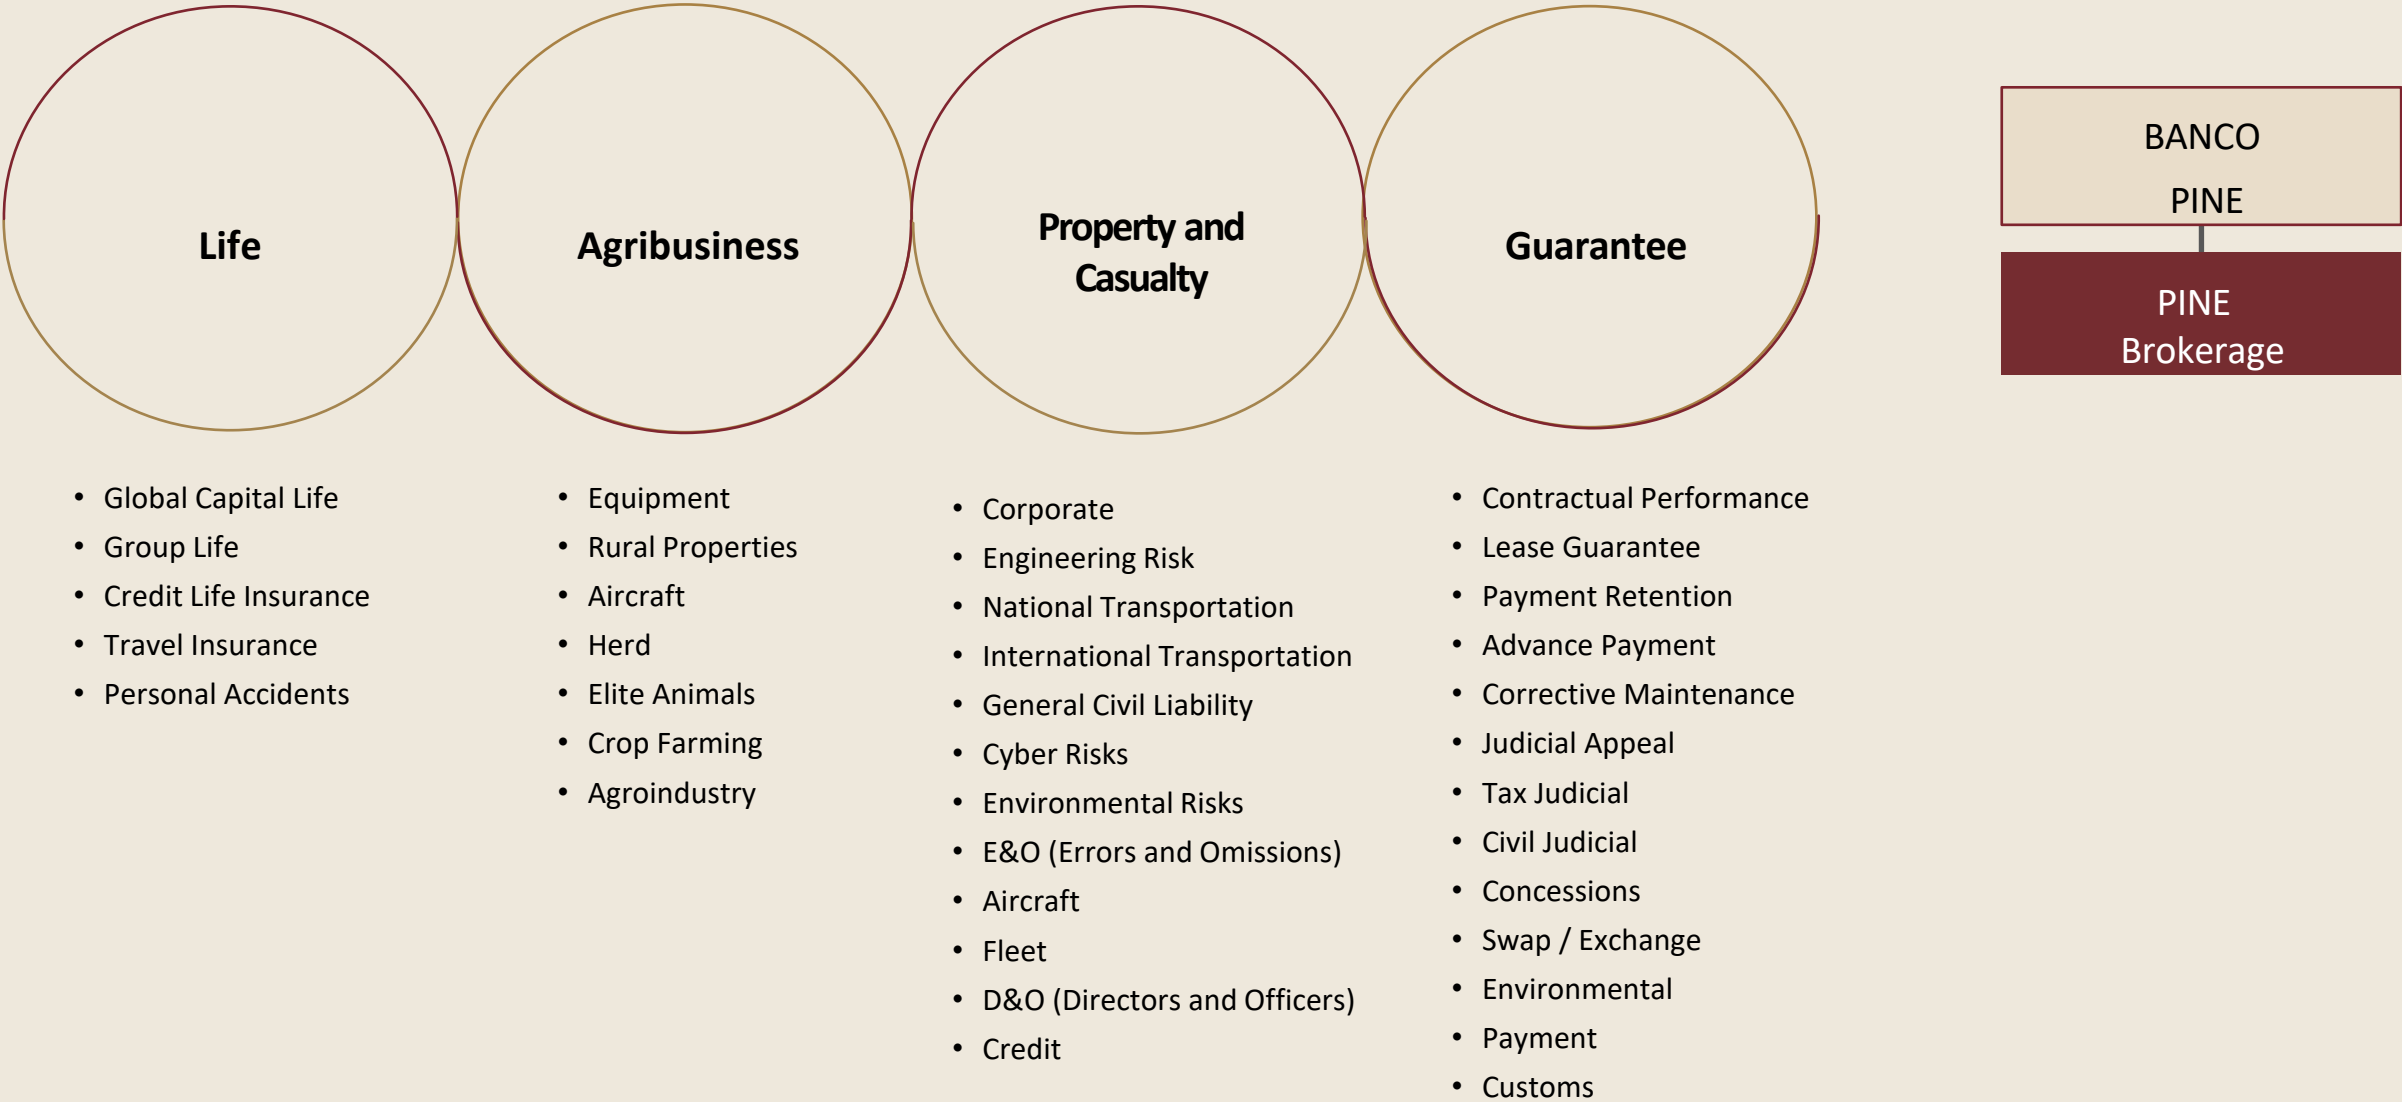 Life
Agribusiness
Property and
Casualty
Guarantee
BANCO
PINE
PINE
Brokerage
• Global Capital Life
• Group Life
• Credit Life Insurance
• Travel Insurance
• Personal Accidents
• Equipment
• Rural Properties
• Aircraft
• Herd
• Elite Animals
• Crop Farming
• Agroindustry
• Corporate
• Engineering Risk
• National Transportation
• International Transportation
• General Civil Liability
• Cyber Risks
• Environmental Risks
• E&O (Errors and Omissions)
• Aircraft
• Fleet
• D&O (Directors and Officers)
• Credit
• Contractual Performance
• Lease Guarantee
• Payment Retention
• Advance Payment
• Corrective Maintenance
• Judicial Appeal
• Tax Judicial
• Civil Judicial
• Concessions
• Swap / Exchange
• Environmental
• Payment
• Customs